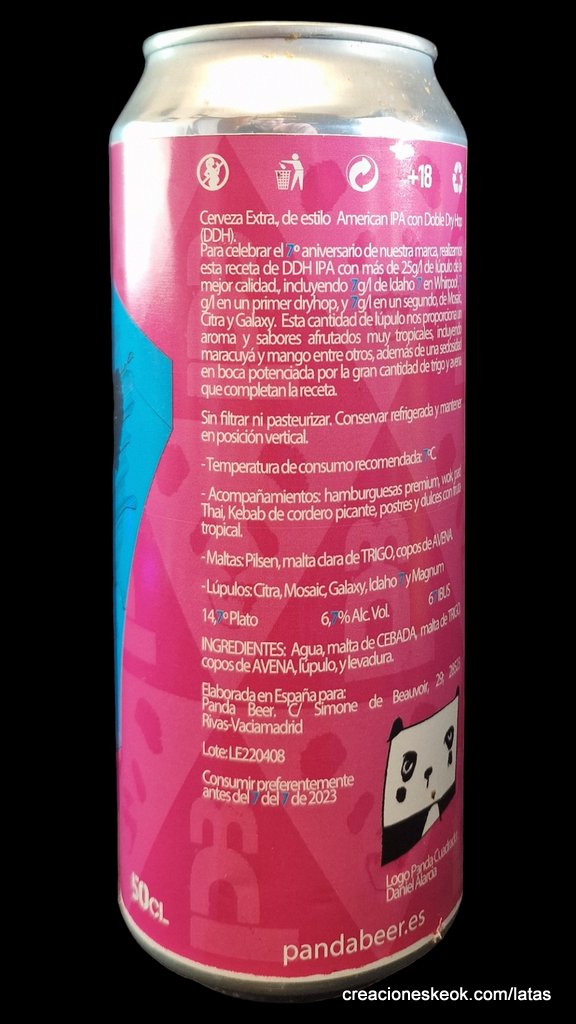 +18
Cerveza Extra., de estilo American IPA con Doble Dry Hop
(DDH).
Para celebrar el 7º aniversario de nuestra marca, realizamos
esta receta de DDH IPA con más de 25g/l de lúpulo de la
mejor calidad., incluyendo 7g/l de Idaho 7 en Whirpool, 7
g/l en un primer dryhop, y 7g/l en un segundo, de Mosaic,
Citra y Galaxy. Esta cantidad de lúpulo nos proporciona un
aroma y sabores afrutados muy tropicales, incluyendo
maracuyá y mango entre otros, además de una sedosidad
en boca potenciada por la gran cantidad de trigo y avena
que completan la receta.
Sin filtrar ni pasteurizar. Conservar refrigerada y mantener
en posición vertical.
-Temperatura de consumo recomendada: 7ºC
- Acompañamientos: hamburguesas premium, wok, pad
Thai, Kebab de cordero picante, postres y dulces con fruta
tropical.
-Maltas: Pilsen, malta clara de TRIGO, copos de AVENA
-Lúpulos: Citra, Mosaic, Galaxy, Idaho 7 y Magnum
14,7º Plato 6,7% Alc. Vol. 67IBUS
INGREDIENTES: Agua, malta de CEBADA, malta de TRIGO,
copos de AVENA, lúpulo, y levadura.
Elaborada en España para:
Panda Beer. C/ Simone de Beauvoir, 29, 28523
Rivas-Vaciamadrid
Lote: LE220408
Consumir preferentemente
antes del 7 del 7 de 2023
Logo Panda Cuadrado:
Daniel Alarcia
50CL
pandabeer.es
creacioneskeok.com/latas